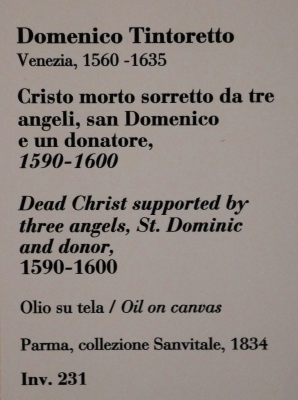 Domenico Tintoretto
Venezia, 1560 -1635
Cristo morto sorretto da tre
angeli, san Domenico
e un donatore,
1590-1600
Dead Christ supported by
three angels, St. Dominic
and donor,
1590-1600
Olio su tela / Oil on canvas
Parma, collezione Sanvitale, 1834
Inv. 231